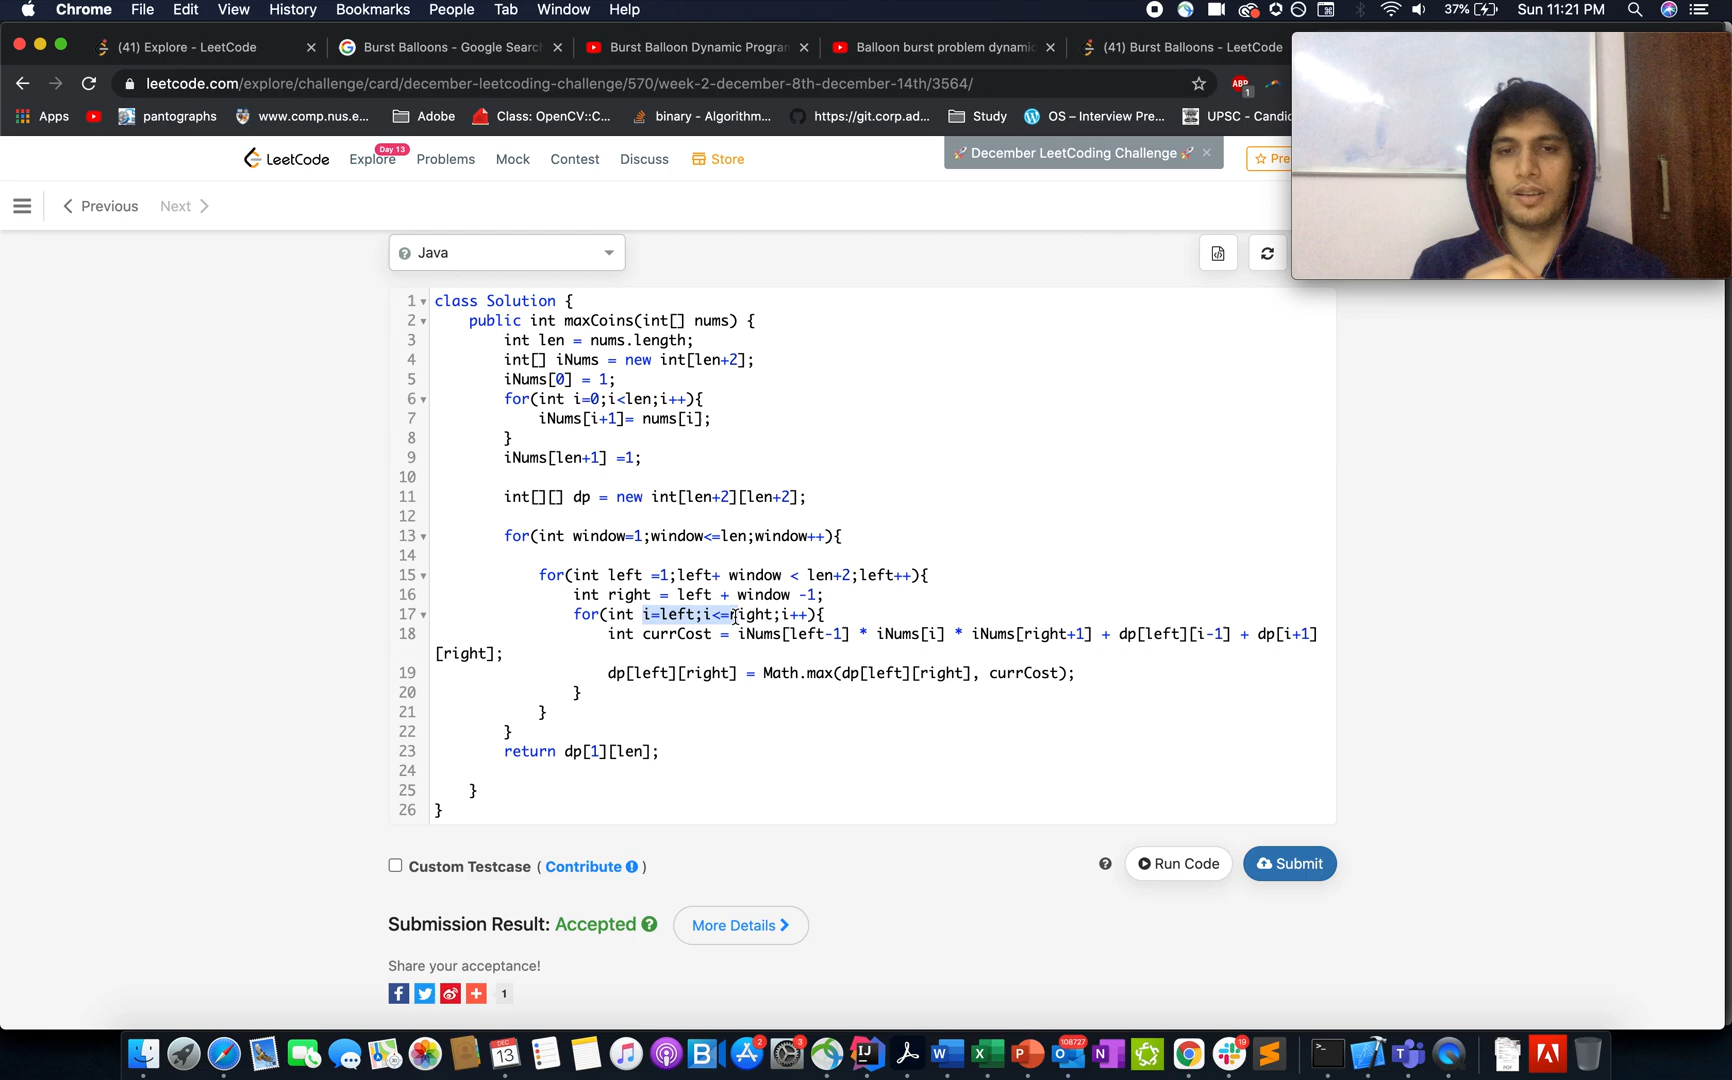 Chrome File Edit View History Bookmarks People Tab Window Help 37% Sun 11:21 PM
(41) Explore - LeetCode
Burst Balloons - Google Search
Burst Balloon Dynamic Progran
Balloon burst problem dynamic
(41) Burst Balloons - LeetCode
leetcode.com/explore/challenge/card/december-leetcoding-challenge/570/week-2-december-8th-december-14th/3564/
ABP
1
Apps pantographs www.comp.nus.e... Adobe Class: OpenCV::C... binary - Algorithm... https://git.corp.ad... Study OS – Interview Pre... UPSC - Candid
LeetCode Explore Day 13 Problems Mock Contest Discuss Store
🚀 December LeetCoding Challenge 🚀 ×
☆ Pre
Previous Next
Java
1 class Solution {
2 public int maxCoins(int[] nums) {
3 int len = nums.length;
4 int[] iNums = new int[len+2];
5 iNums[0] = 1;
6 for(int i=0;i<len;i++){
7 iNums[i+1]= nums[i];
8 }
9 iNums[len+1] =1;
10
11 int[][] dp = new int[len+2][len+2];
12
13 for(int window=1;window<=len;window++){
14
15 for(int left =1;left+ window < len+2;left++){
16 int right = left + window -1;
17 for(int i=left;i<=right;i++){
18 int currCost = iNums[left-1] * iNums[i] * iNums[right+1] + dp[left][i-1] + dp[i+1]
[right];
19 dp[left][right] = Math.max(dp[left][right], currCost);
20 }
21 }
22 }
23 return dp[1][len];
24
25 }
26 }
Custom Testcase ( Contribute )
Run Code
Submit
Submission Result: Accepted
More Details
Share your acceptance!
1
DEC
13
2
3
108727
19